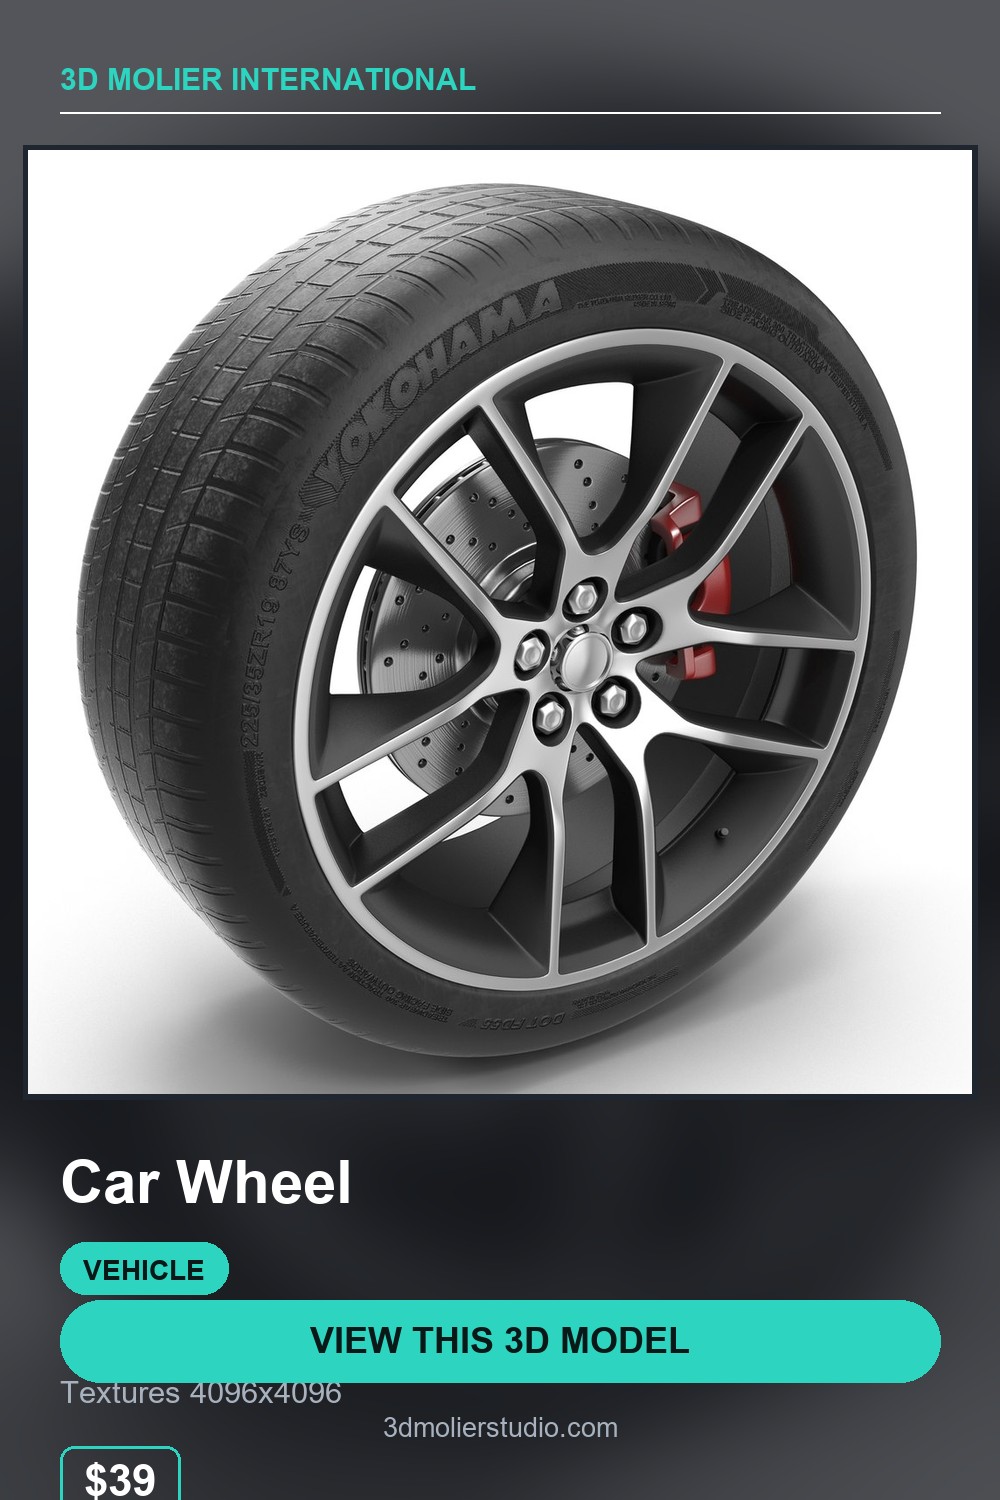 3D MOLIER INTERNATIONAL
YOKOHAMA
225/35ZR19 87Y
DOT
Car Wheel
VEHICLE
VIEW THIS 3D MODEL
Textures 4096x4096
3dmolierstudio.com
$39